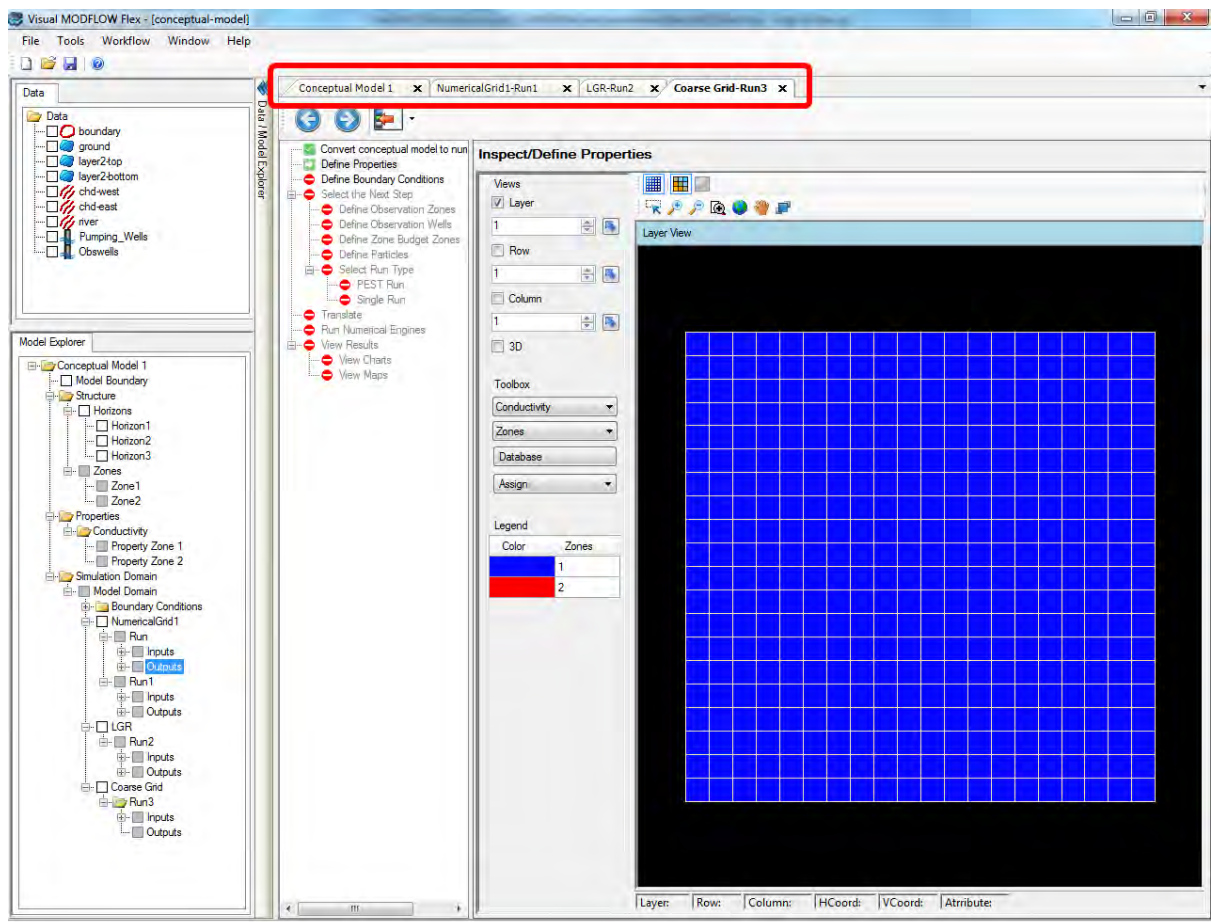 Visual MODFLOW Flex - [conceptual-model]
File Tools Workflow Window Help
Data
Data
boundary
ground
layer2-top
layer2-bottom
chd-west
chd-east
river
Pumping_Wells
Obswells
Model Explorer
Conceptual Model 1
Model Boundary
Structure
Horizons
Horizon1
Horizon2
Horizon3
Zones
Zone1
Zone2
Properties
Conductivity
Property Zone 1
Property Zone 2
Simulation Domain
Model Domain
Boundary Conditions
NumericalGrid1
Run
Inputs
Outputs
Run1
Inputs
Outputs
LGR
Run2
Inputs
Outputs
Coarse Grid
Run3
Inputs
Outputs
Data / Model Explorer
Conceptual Model 1 NumericalGrid1-Run1 LGR-Run2 Coarse Grid-Run3
Convert conceptual model to nun
Define Properties
Define Boundary Conditions
Select the Next Step
Define Observation Zones
Define Observation Wells
Define Zone Budget Zones
Define Particles
Select Run Type
PEST Run
Single Run
Translate
Run Numerical Engines
View Results
View Charts
View Maps
Inspect/Define Properties
Views
Layer
1
Row
1
Column
1
3D
Toolbox
Conductivity
Zones
Database
Assign
Legend
Color Zones
1
2
Layer View
Layer: Row: Column: HCoord: VCoord: Attribute: